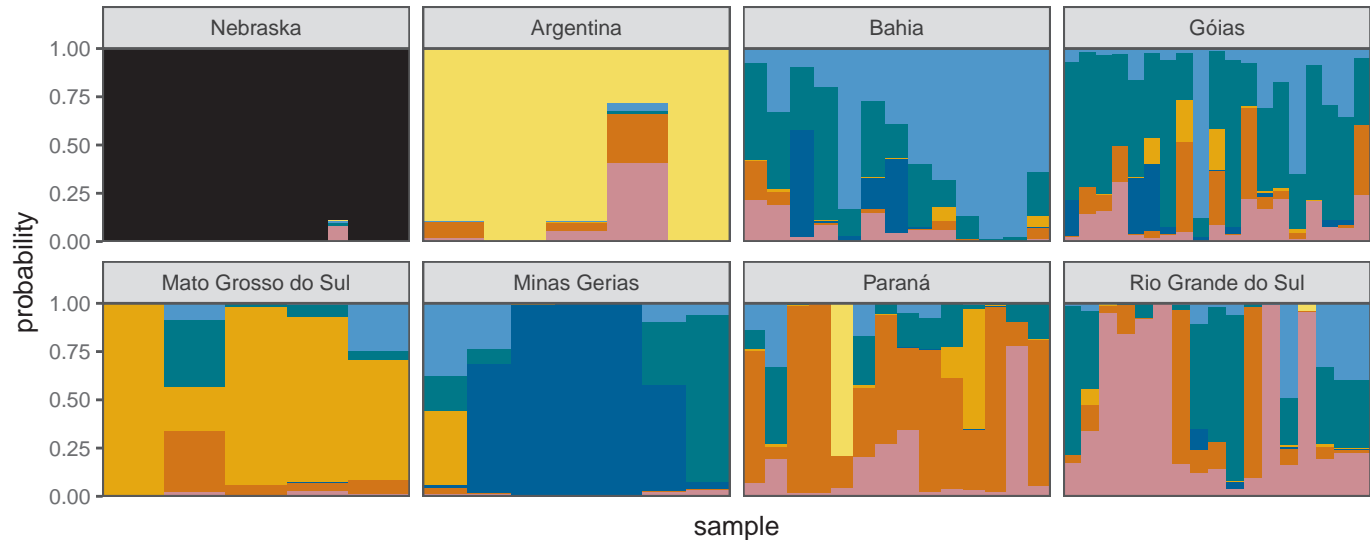 Nebraska
Argentina
Bahia
Góias
1.00
0.75
0.50
0.25
0.00
probability
Mato Grosso do Sul
Minas Gerias
Paraná
Rio Grande do Sul
1.00
0.75
0.50
0.25
0.00
sample